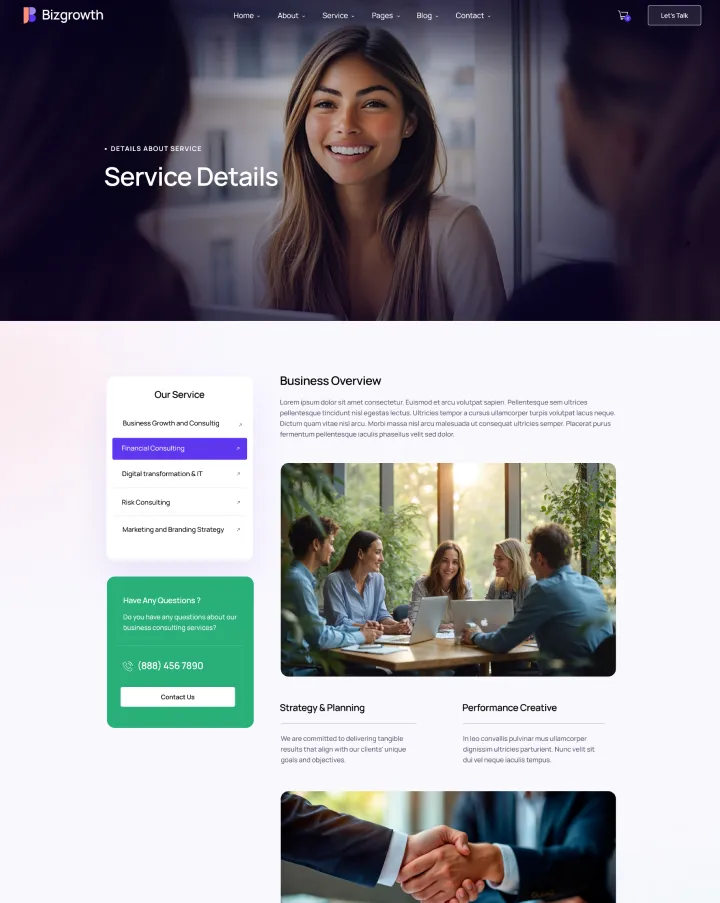 Bizgrowth
Home
About
Service
Pages
Blog
Contact
Let's Talk
• DETAILS ABOUT SERVICE
Service Details
Our Service
Business Growth and Consultig
Financial Consulting
Digital transformation & IT
Risk Consulting
Marketing and Branding Strategy
Have Any Questions ?
Do you have any questions about our
business consulting services?
(888) 456 7890
Contact Us
Business Overview
Lorem ipsum dolor sit amet consectetur. Euismod et arcu volutpat sapien. Pellentesque sem ultrices
pellentesque tincidunt nisl egestas lectus. Ultricies tempor a cursus ullamcorper turpis volutpat lacus neque.
Dictum quam vitae nisl arcu. Morbi massa nisl arcu malesuada ut consequat ultricies semper. Placerat purus
fermentum pellentesque iaculis phasellus velit sed dolor.
Strategy & Planning
We are committed to delivering tangible
results that align with our clients' unique
goals and objectives.
Performance Creative
In leo convallis pulvinar mus ullamcorper
dignissim ultricies parturient. Nunc velit sit
dui vel neque iaculis tempus.